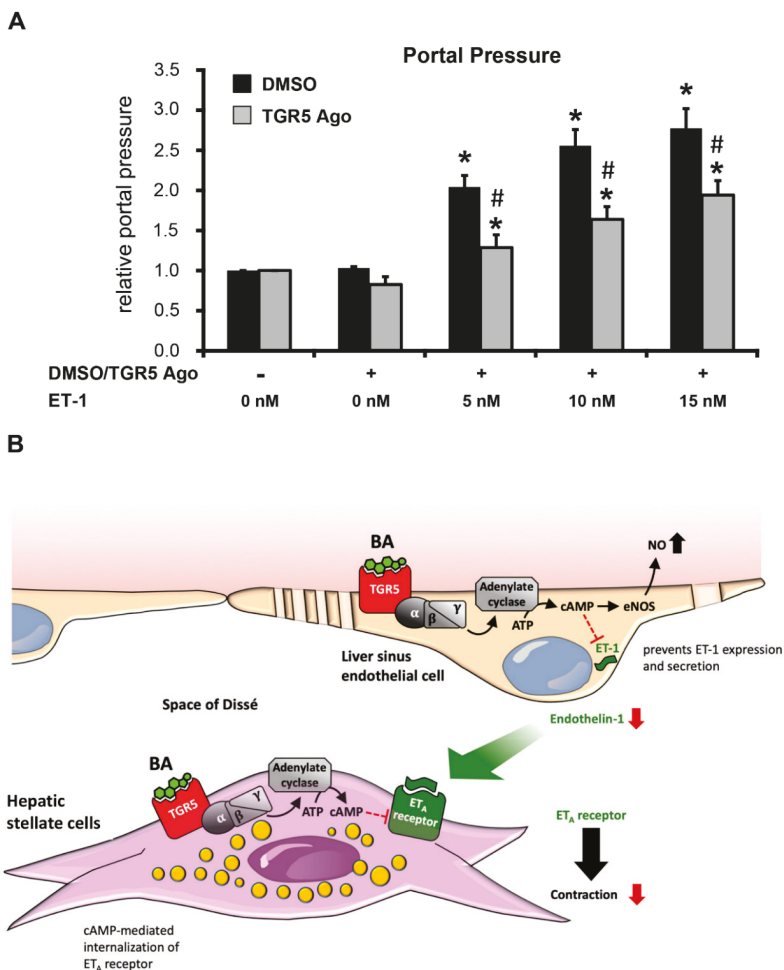 A
Portal Pressure
3.5
3.0
2.5
2.0
1.5
1.0
0.5
0.0
relative portal pressure
DMSO
TGR5 Ago
*
*
*
#
*
#
*
#
*
DMSO/TGR5 Ago - + + + +
ET-1 0 nM 0 nM 5 nM 10 nM 15 nM
B
BA
TGR5
α
β
γ
Adenylate
cyclase
ATP
cAMP
eNOS
NO
ET-1
prevents ET-1 expression
and secretion
Liver sinus
endothelial cell
Space of Dissé
Endothelin-1
BA
TGR5
α
β
γ
Adenylate
cyclase
ATP
cAMP
ETA
receptor
Hepatic
stellate cells
ETA receptor
Contraction
cAMP-mediated
internalization of
ETA receptor